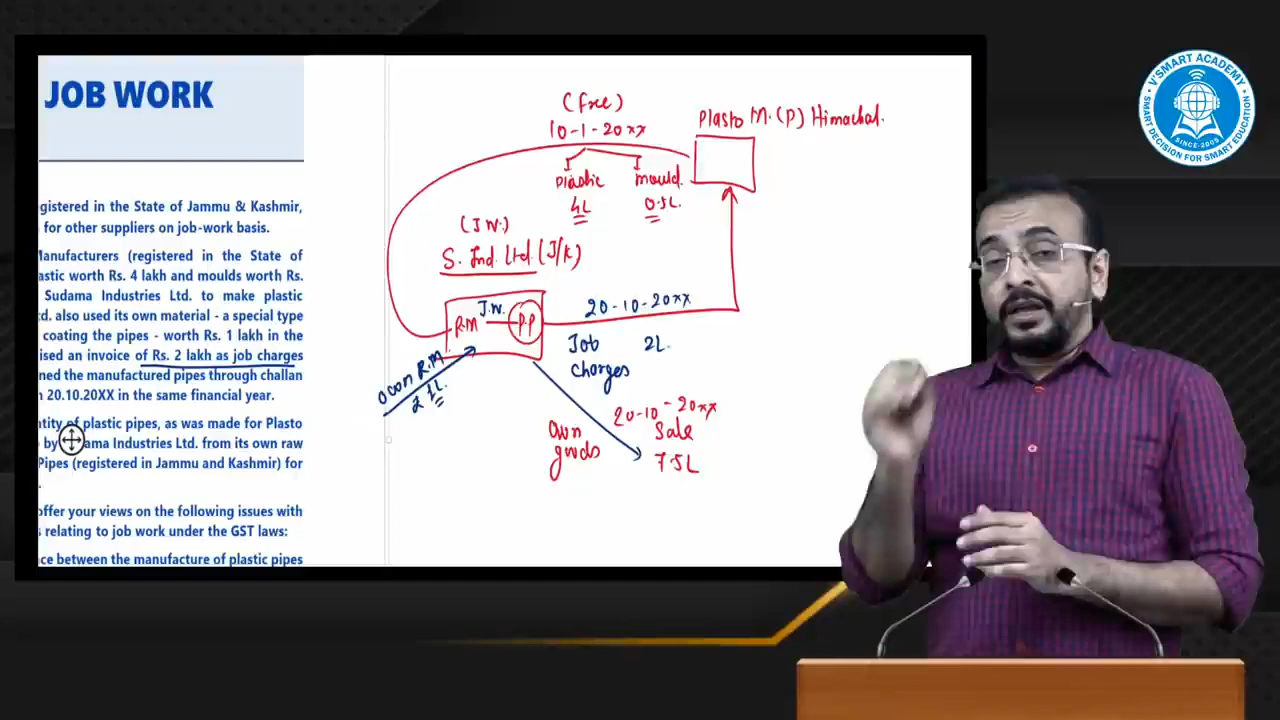 JOB WORK
gistered in the State of Jammu & Kashmir,
for other suppliers on job-work basis.
Manufacturers (registered in the State of
astic worth Rs. 4 lakh and moulds worth Rs.
Sudama Industries Ltd. to make plastic
td. also used its own material - a special type
coating the pipes - worth Rs. 1 lakh in the
ised an invoice of Rs. 2 lakh as job charges
ned the manufactured pipes through challan
n 20.10.20XX in the same financial year.
ntity of plastic pipes, as was made for Plasto
by dama Industries Ltd. from its own raw
Pipes (registered in Jammu and Kashmir) for
offer your views on the following issues with
s relating to job work under the GST laws:
ce between the manufacture of plastic pipes
(free)
10-1-20xx
Plasto M.(P) Himachal.
Plastic mould.
4L 0.5L.
(J.W.)
S. Ind. Ltd. (J/K)
R.M J.W. P.P
20-10-20xx
Job 2L.
charges
own R.M
1L.
20-10-20xx
own Sale
goods 7.5L
V'SMART ACADEMY
SINCE-2009
SMART DECISION FOR SMART EDUCATION